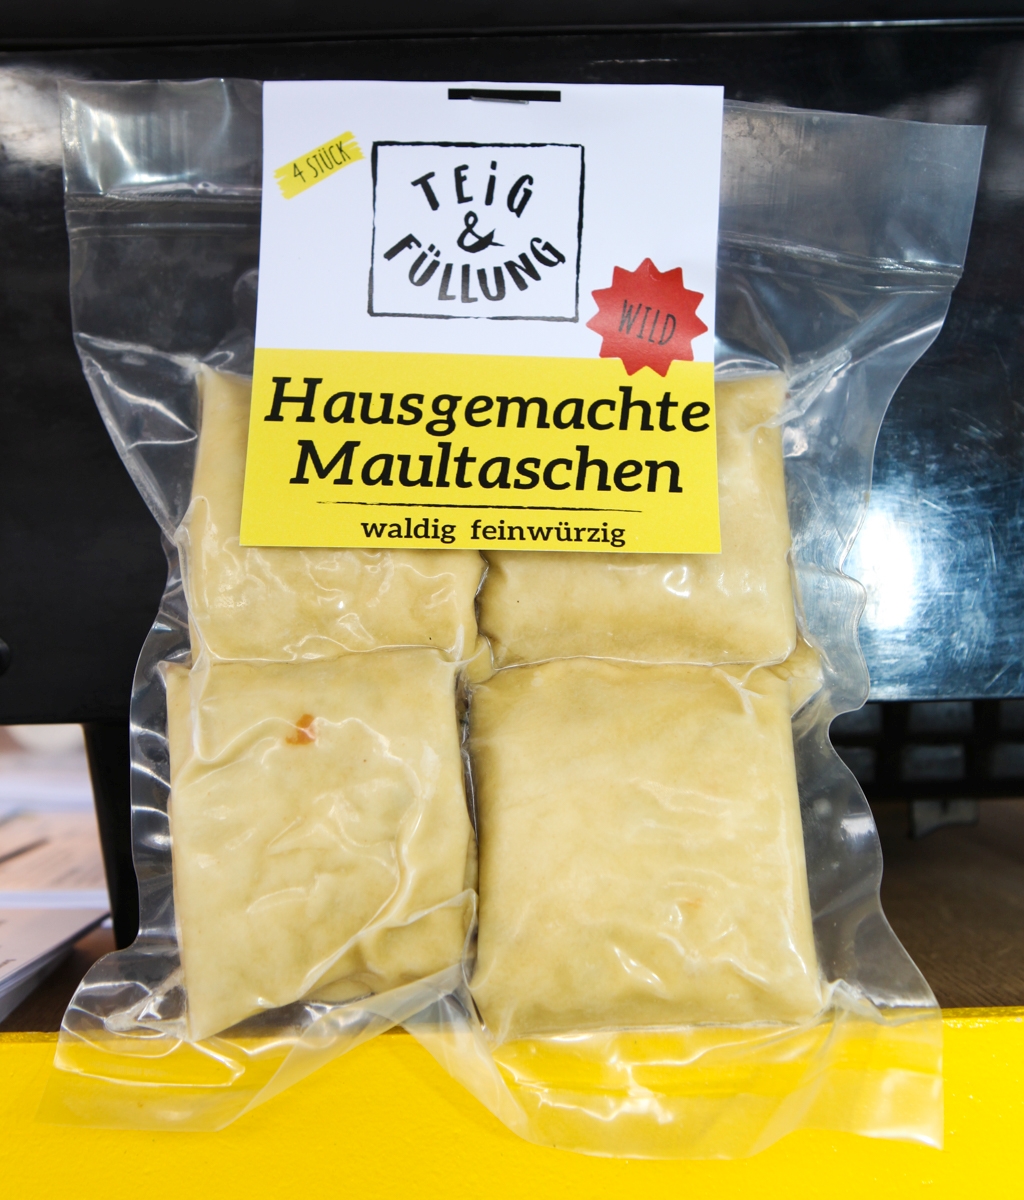 4 STÜCK
TEiG
&
FÜLLUNG
WILD
Hausgemachte
Maultaschen
waldig feinwürzig